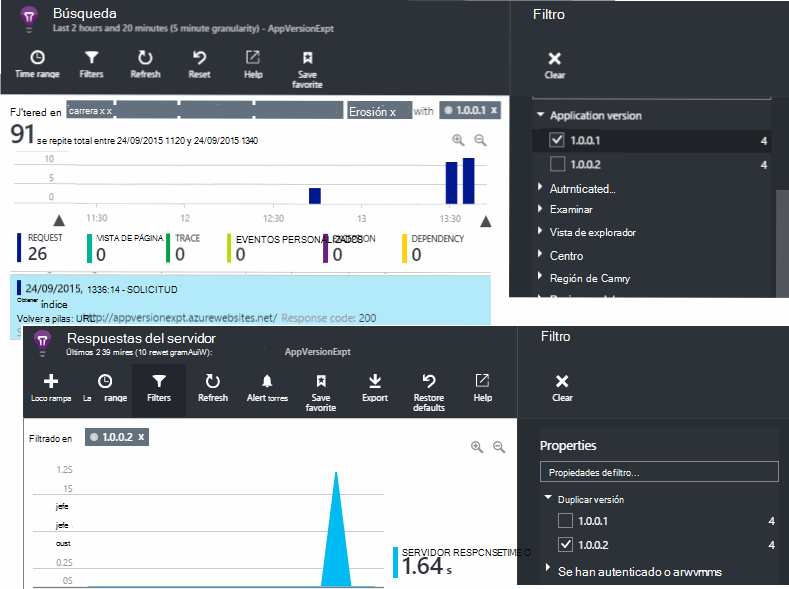 Búsqueda
Last 2 hours and 20 minutes (5 minute granularity) - AppVersionExpt
Time range
Filters
Refresh
Reset
Help
Save favorite
FJ'tered en
carrera x x
Erosión x
with
1.0.0.1 x
91 se repite total entre 24/09/2015 1120 y 24/09/2015 1340
10
5
0
11:30
12
12:30
13
13:30
REQUEST
26
VISTA DE PÁGINA
0
TRACE
0
EVENTOS PERSONALIZADOS
0
0
DEPENDENCY
0
24/09/2015, 1336:14 - SOLICITUD
Obtener índice
Volver a pilas: URL http://appversionexpt.azurewebsites.net/ Response code: 200
Filtro
Clear
Application version
1.0.0.1 4
1.0.0.2 4
Autrnticated...
Examinar
Vista de explorador
Centro
Región de Camry
Respuestas del servidor
Últimos 2 39 mires (10 rewet gramAuiW):
AppVersionExpt
Loco rampa
La range
Filters
Refresh
Alert torres
Save favorite
Export
Restore defaults
Help
Filtrado en
1.0.0.2 x
1.2S
1S
jefe
jefe
oust
0.2S
0S
SERVIDOR RESPCNSETIME O
1.64 s
Filtro
Clear
Properties
Propiedades de filtro...
Duplicar versión
1.0.0.1 4
1.0.0.2 4
Se han autenticado o arwvmms